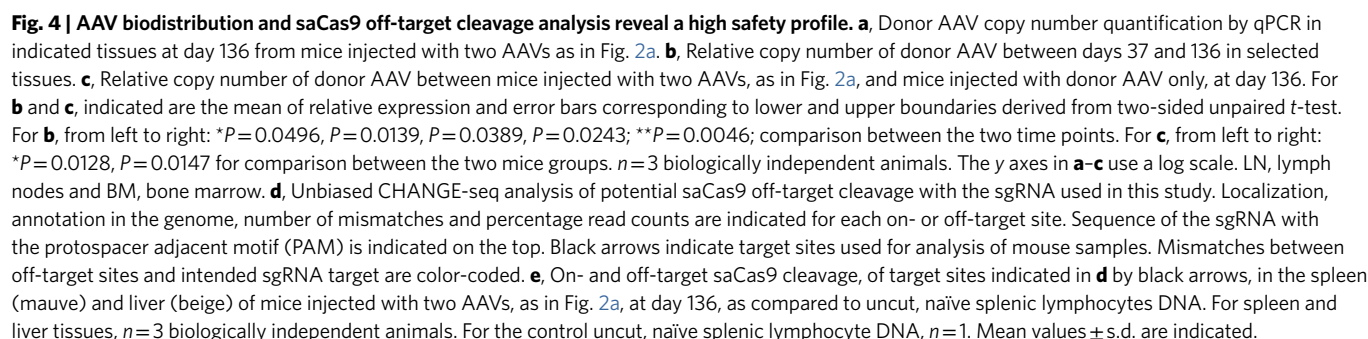 Fig. 4 | AAV biodistribution and saCas9 off-target cleavage analysis reveal a high safety profile. a, Donor AAV copy number quantification by qPCR in
indicated tissues at day 136 from mice injected with two AAVs as in Fig. 2a. b, Relative copy number of donor AAV between days 37 and 136 in selected
tissues. c, Relative copy number of donor AAV between mice injected with two AAVs, as in Fig. 2a, and mice injected with donor AAV only, at day 136. For
b and c, indicated are the mean of relative expression and error bars corresponding to lower and upper boundaries derived from two-sided unpaired t-test.
For b, from left to right: *P=0.0496, P=0.0139, P=0.0389, P=0.0243; **P=0.0046; comparison between the two time points. For c, from left to right:
*P=0.0128, P=0.0147 for comparison between the two mice groups. n=3 biologically independent animals. The y axes in a–c use a log scale. LN, lymph
nodes and BM, bone marrow. d, Unbiased CHANGE-seq analysis of potential saCas9 off-target cleavage with the sgRNA used in this study. Localization,
annotation in the genome, number of mismatches and percentage read counts are indicated for each on- or off-target site. Sequence of the sgRNA with
the protospacer adjacent motif (PAM) is indicated on the top. Black arrows indicate target sites used for analysis of mouse samples. Mismatches between
off-target sites and intended sgRNA target are color-coded. e, On- and off-target saCas9 cleavage, of target sites indicated in d by black arrows, in the spleen
(mauve) and liver (beige) of mice injected with two AAVs, as in Fig. 2a, at day 136, as compared to uncut, naïve splenic lymphocytes DNA. For spleen and
liver tissues, n=3 biologically independent animals. For the control uncut, naïve splenic lymphocyte DNA, n=1. Mean values±s.d. are indicated.